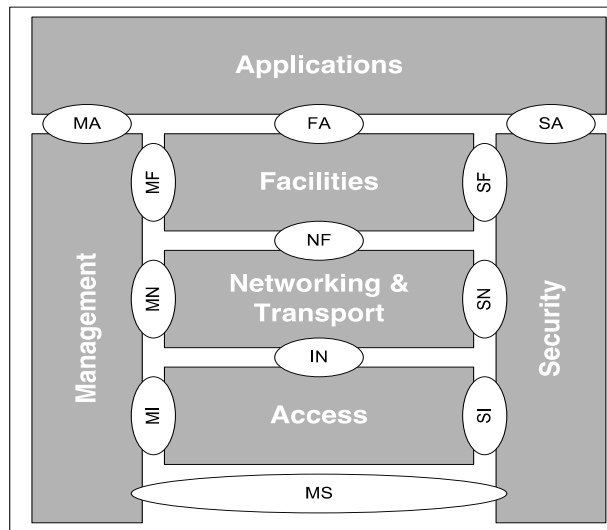 Applications
MA
FA
SA
MF
Facilities
SF
NF
Management
MN
Networking &
Transport
SN
Security
IN
MI
Access
SI
MS